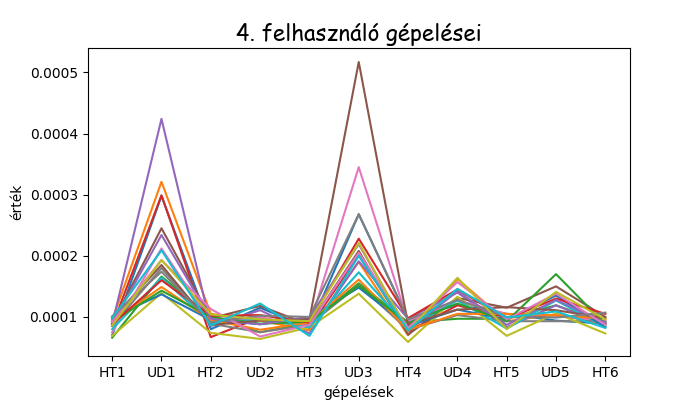 4. felhasználó gépelései
0.0005
0.0004
0.0003
0.0002
0.0001
érték
HT1 UD1 HT2 UD2 HT3 UD3 HT4 UD4 HT5 UD5 HT6
gépelések